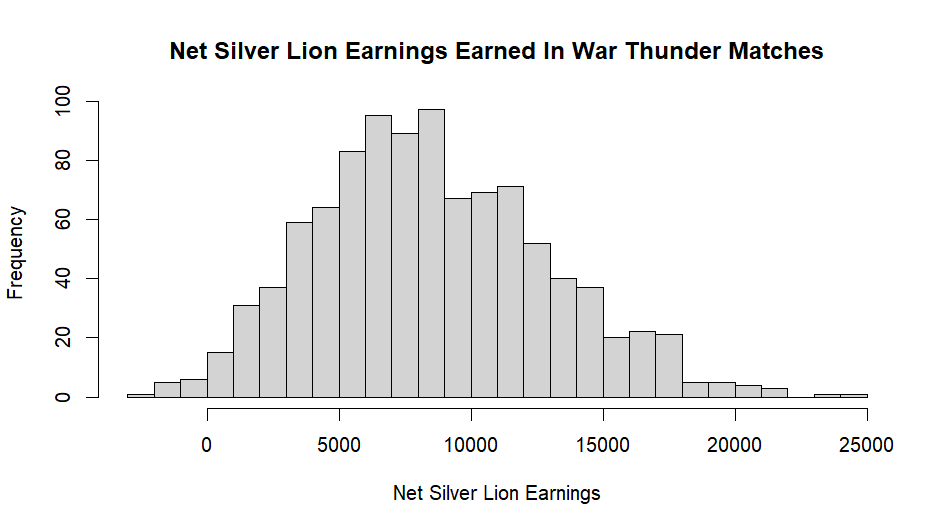 Net Silver Lion Earnings Earned In War Thunder Matches
100
80
60
40
20
0
Frequency
0 5000 10000 15000 20000 25000
Net Silver Lion Earnings